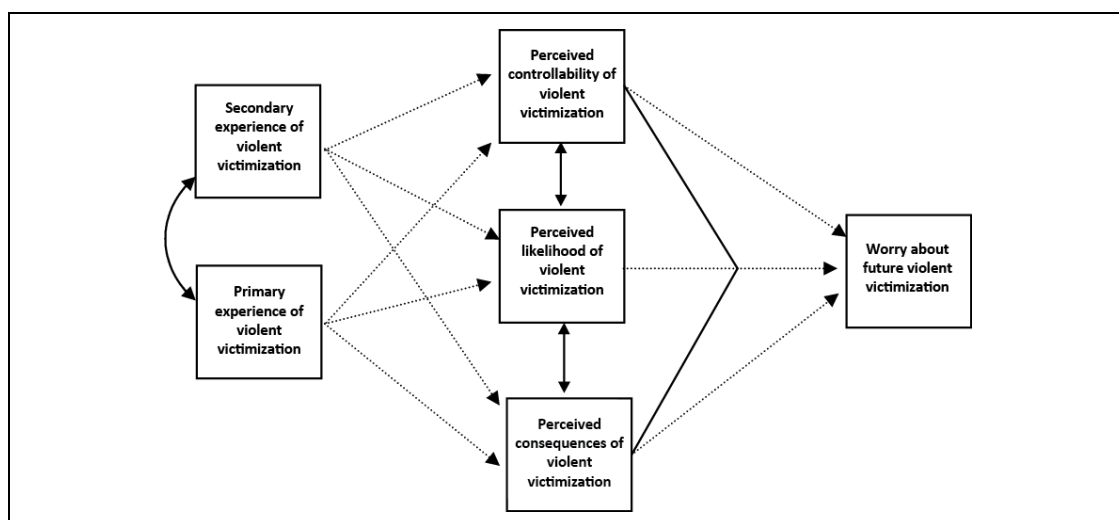 Secondary
experience of
violent
victimization
Primary
experience of
violent
victimization
Perceived
controllability of
violent
victimization
Perceived
likelihood of
violent
victimization
Perceived
consequences of
violent
victimization
Worry about
future violent
victimization